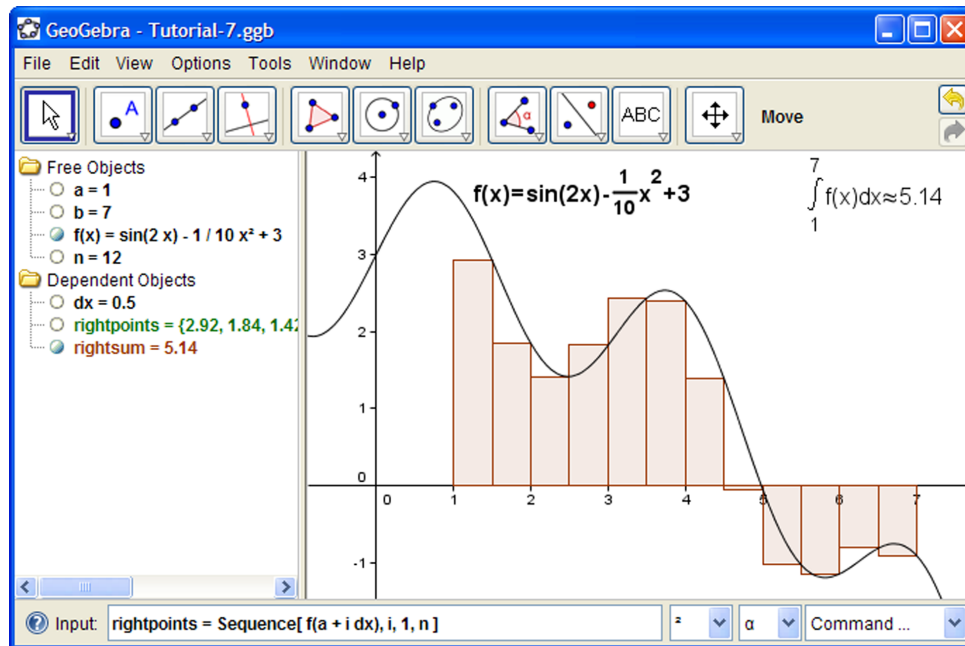 GeoGebra - Tutorial-7.ggb
File Edit View Options Tools Window Help
A α ABC Move
Free Objects
a = 1
b = 7
f(x) = sin(2 x) - 1 / 10 x² + 3
n = 12
Dependent Objects
dx = 0.5
rightpoints = {2.92, 1.84, 1.42
rightsum = 5.14
f(x)=sin(2x)-1/10x²+3
7
∫f(x)dx≈5.14
1
4
3
2
1
0
0 1 2 3 4 5 6 7
-1
Input: rightpoints = Sequence[ f(a + i dx), i, 1, n ] ² α Command ...